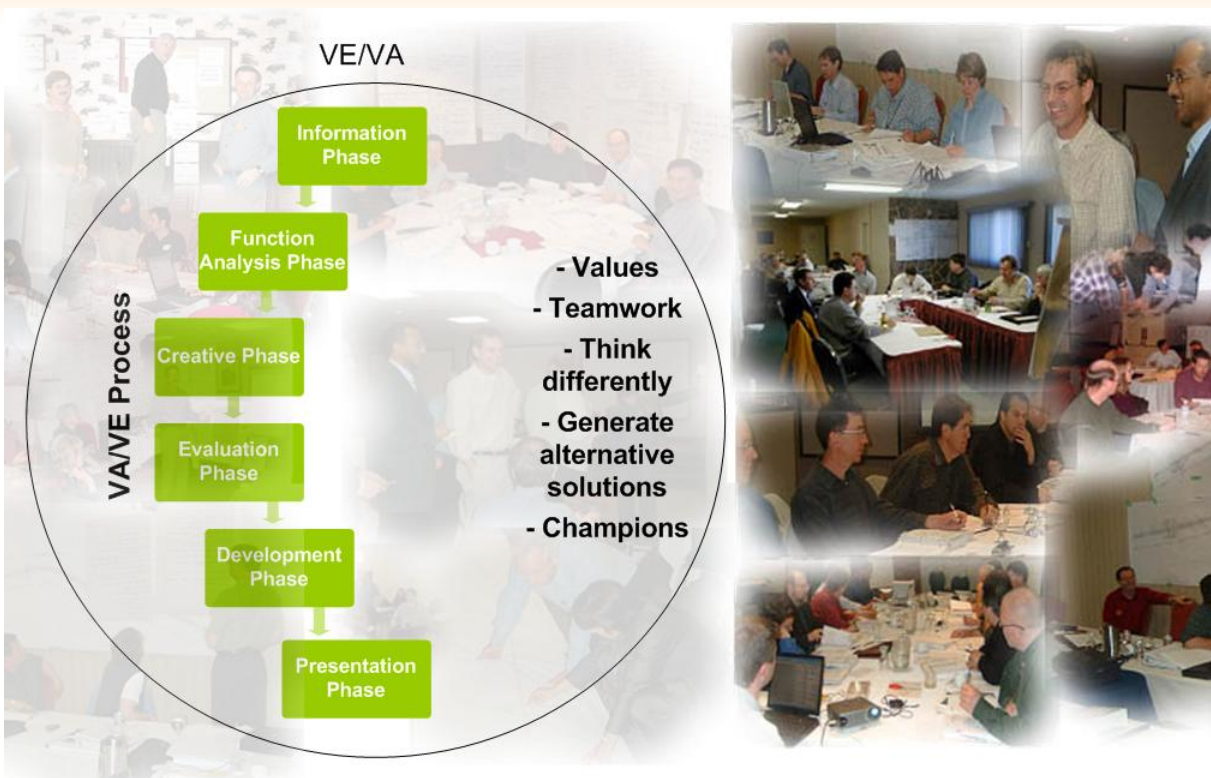 VE/VA
Information
Phase
Function
Analysis Phase
Creative Phase
Evaluation
Phase
Development
Phase
Presentation
Phase
VA/VE Process
- Values
- Teamwork
- Think
differently
- Generate
alternative
solutions
- Champions